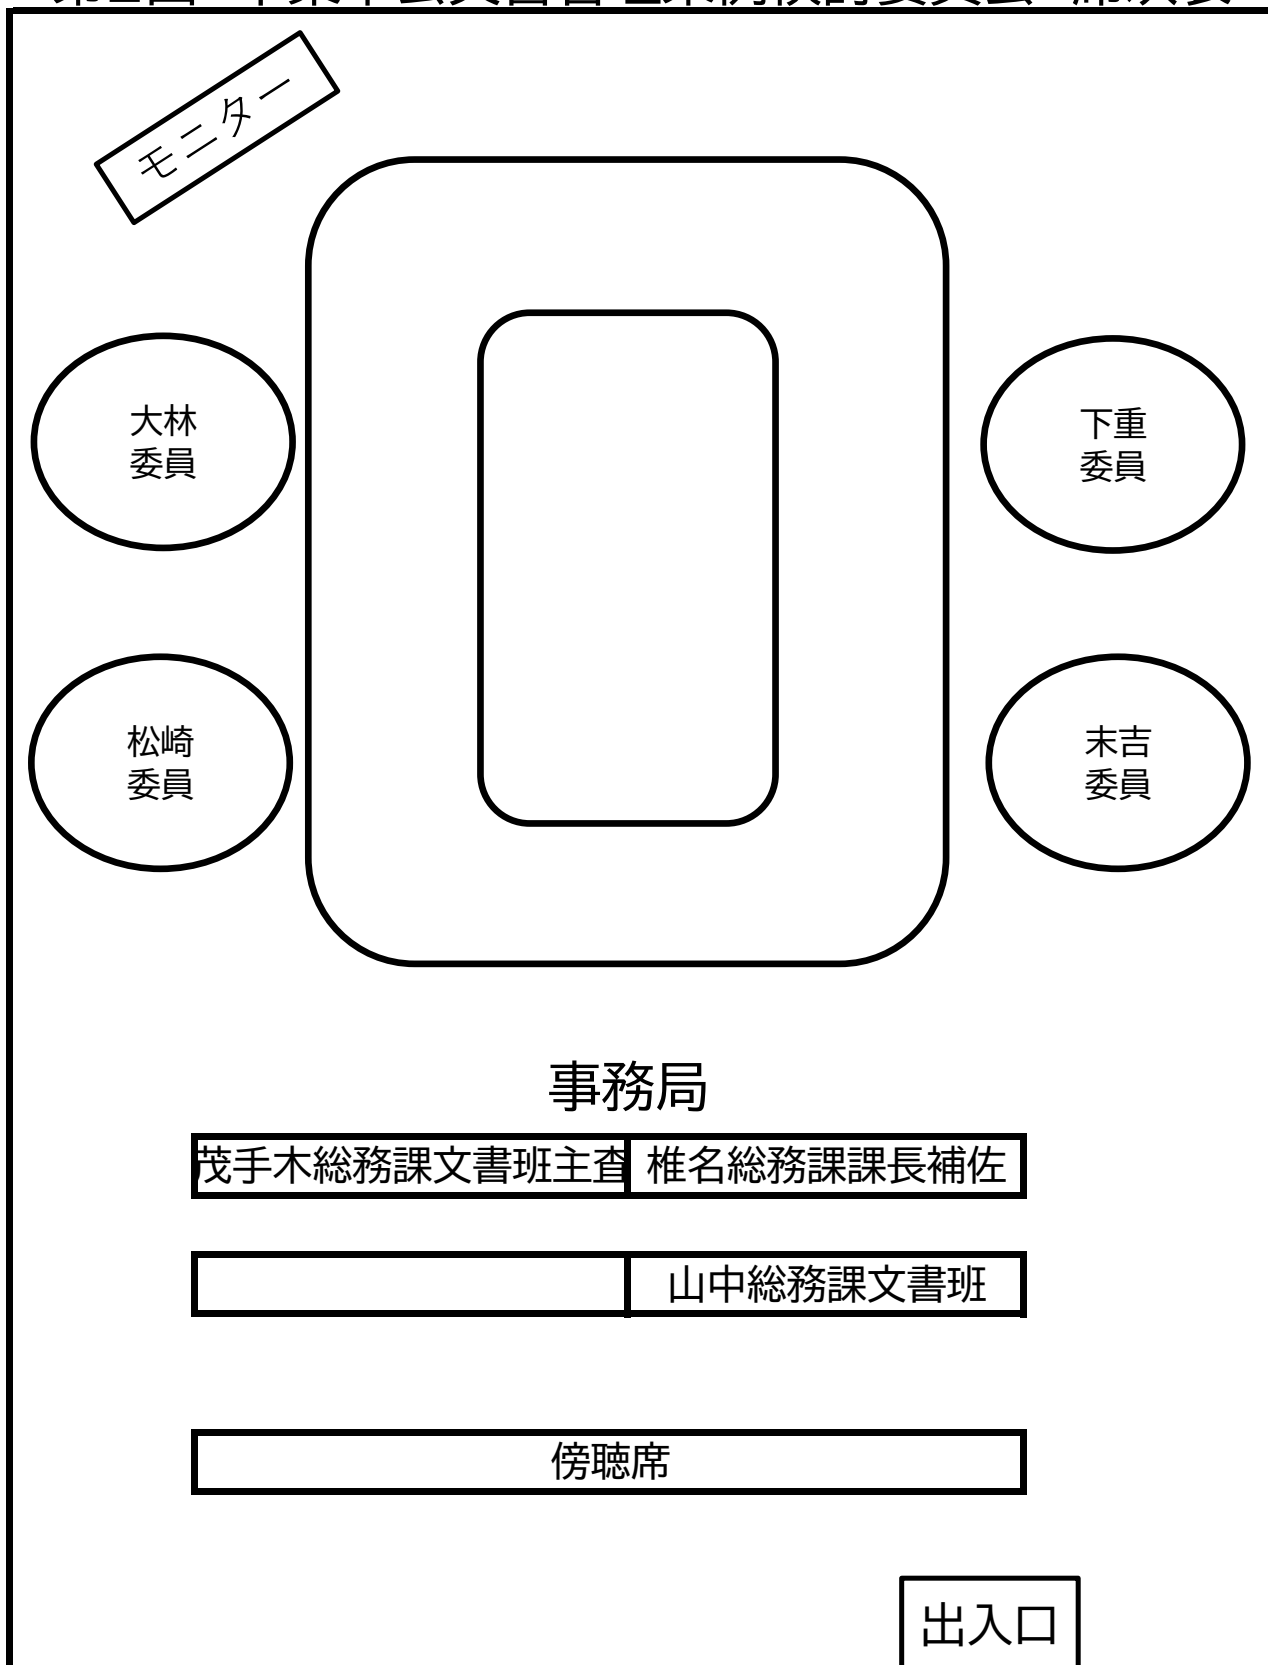 モニター
大林
委員
下重
委員
松崎
委員
末吉
委員
事務局
茂手木総務課文書班主査
椎名総務課課長補佐
山中総務課文書班
傍聴席
出入口